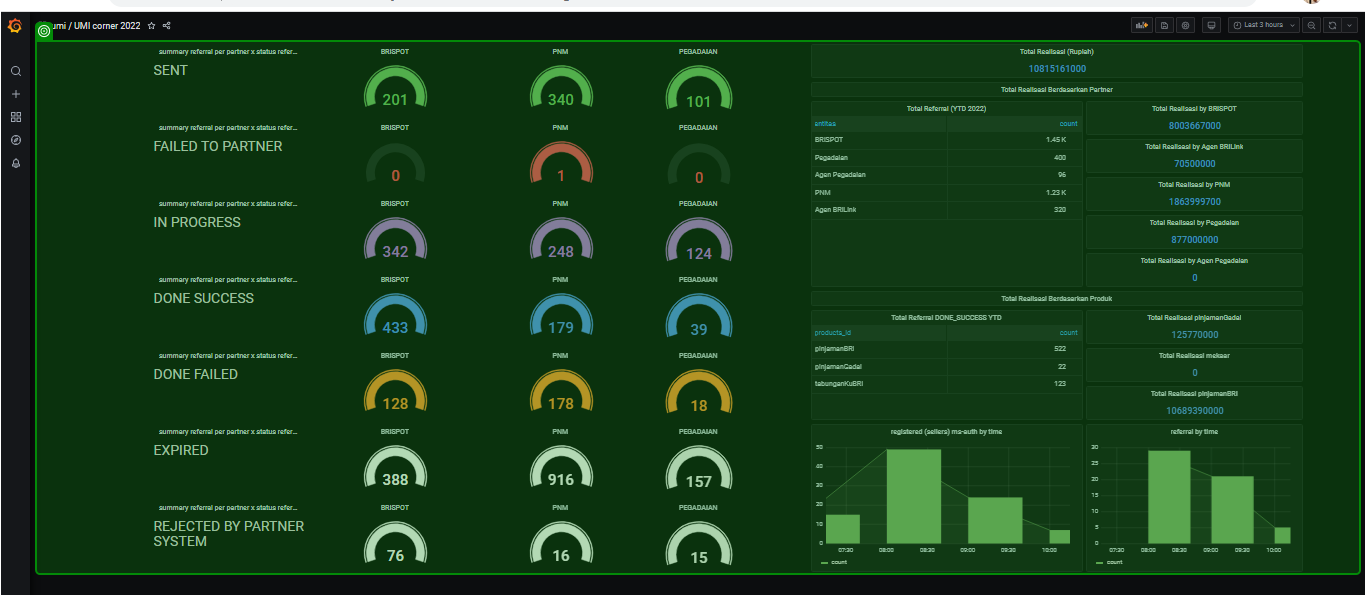 umi / UMI corner 2022
Last 3 hours
summary referral per partner x status refer...
SENT
BRISPOT
201
PNM
340
PEGADAIAN
101
summary referral per partner x status refer...
FAILED TO PARTNER
BRISPOT
0
PNM
1
PEGADAIAN
0
summary referral per partner x status refer...
IN PROGRESS
BRISPOT
342
PNM
248
PEGADAIAN
124
summary referral per partner x status refer...
DONE SUCCESS
BRISPOT
433
PNM
179
PEGADAIAN
39
summary referral per partner x status refer...
DONE FAILED
BRISPOT
128
PNM
178
PEGADAIAN
18
summary referral per partner x status refer...
EXPIRED
BRISPOT
388
PNM
916
PEGADAIAN
157
summary referral per partner x status refer...
REJECTED BY PARTNER
SYSTEM
BRISPOT
76
PNM
16
PEGADAIAN
15
Total Realisasi (Rupiah)
10815161000
Total Realisasi Berdasarkan Partner
Total Referral (YTD 2022)
entitas count
BRISPOT 1.45 K
Pegadaian 400
Agen Pegadaian 96
PNM 1.23 K
Agen BRILink 320
Total Realisasi by BRISPOT
8003667000
Total Realisasi by Agen BRILink
70500000
Total Realisasi by PNM
1863999700
Total Realisasi by Pegadaian
877000000
Total Realisasi by Agen Pegadaian
0
Total Realisasi Berdasarkan Produk
Total Referral DONE_SUCCESS YTD
products_id count
pinjamanBRI 522
pinjamanGadai 22
tabunganKuBRI 123
Total Realisasi pinjamanGadai
125770000
Total Realisasi mekaar
0
Total Realisasi pinjamanBRI
10689390000
registered (sellers) ms-auth by time
50
40
30
20
10
0
07:30 08:00 08:30 09:00 09:30 10:00
count
referral by time
30
25
20
15
10
5
0
07:30 08:00 08:30 09:00 09:30 10:00
count